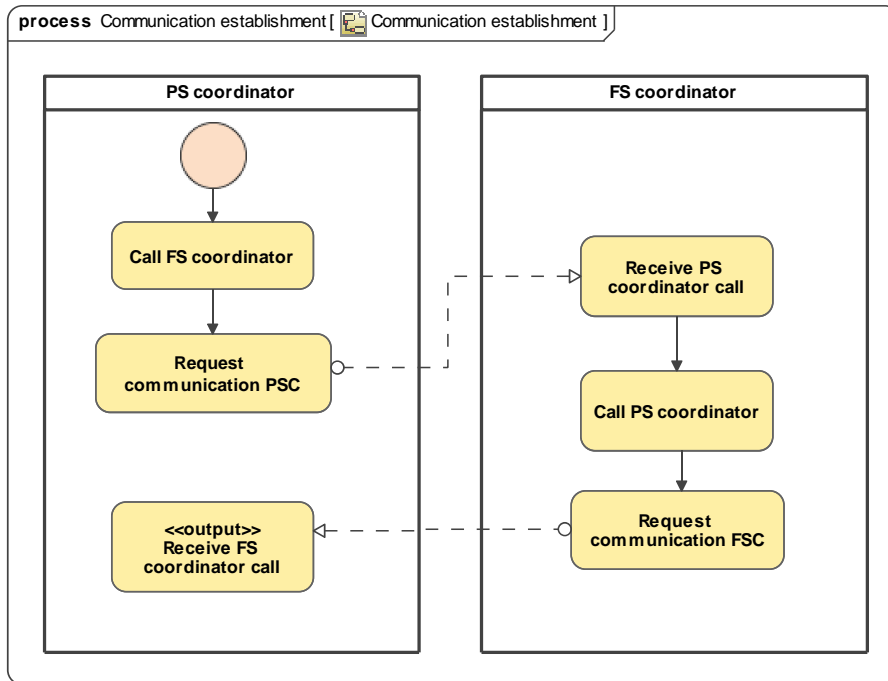 process Communication establishment [ Communication establishment ]
PS coordinator
FS coordinator
Call FS coordinator
Receive PS
coordinator call
Request
communication PSC
Call PS coordinator
<<output>>
Receive FS
coordinator call
Request
communication FSC